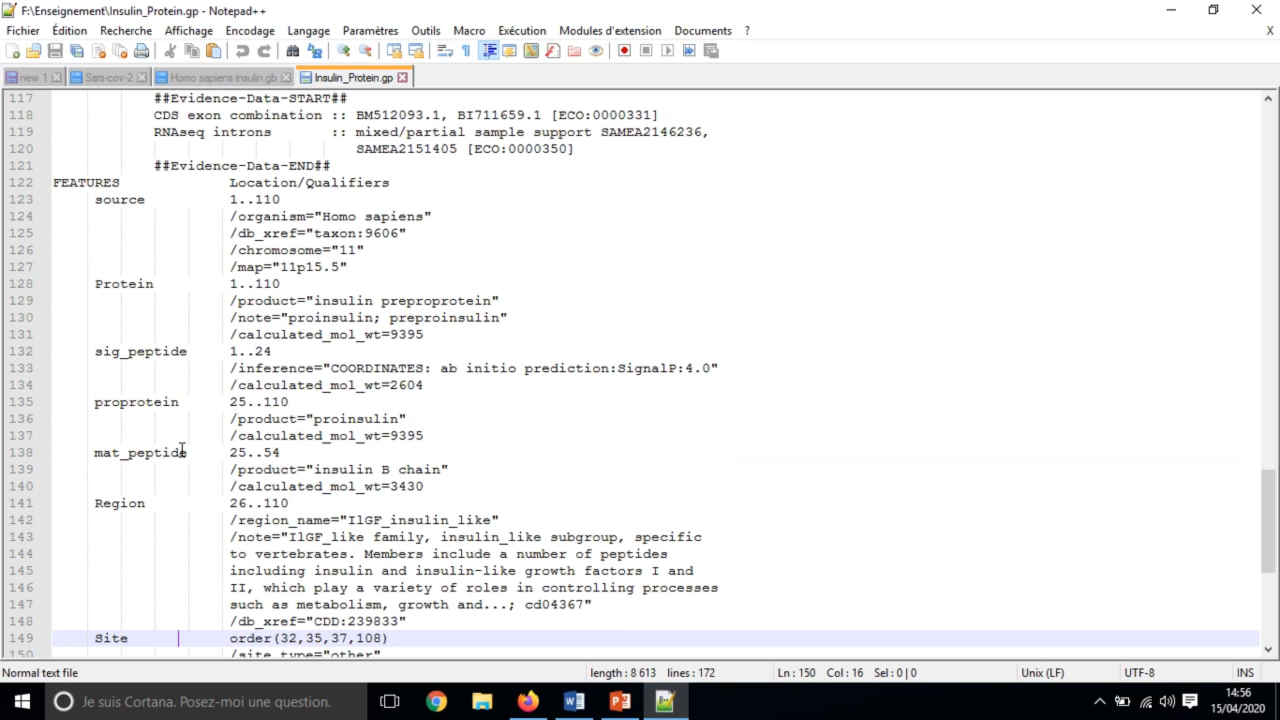 F:\Enseignement\Insulin_Protein.gp - Notepad++
Fichier Édition Recherche Affichage Encodage Langage Paramètres Outils Macro Exécution Modules d'extension Documents ? X
new 1 Sars-cov-2 Homo sapiens insulin.gb Insulin_Protein.gp
117 ##Evidence-Data-START##
118 CDS exon combination :: BM512093.1, BI711659.1 [ECO:0000331]
119 RNAseq introns :: mixed/partial sample support SAMEA2146236,
120 SAMEA2151405 [ECO:0000350]
121 ##Evidence-Data-END##
122 FEATURES Location/Qualifiers
123 source 1..110
124 /organism="Homo sapiens"
125 /db_xref="taxon:9606"
126 /chromosome="11"
127 /map="11p15.5"
128 Protein 1..110
129 /product="insulin preproprotein"
130 /note="proinsulin; preproinsulin"
131 /calculated_mol_wt=9395
132 sig_peptide 1..24
133 /inference="COORDINATES: ab initio prediction:SignalP:4.0"
134 /calculated_mol_wt=2604
135 proprotein 25..110
136 /product="proinsulin"
137 /calculated_mol_wt=9395
138 mat_peptide 25..54
139 /product="insulin B chain"
140 /calculated_mol_wt=3430
141 Region 26..110
142 /region_name="IlGF_insulin_like"
143 /note="IlGF_like family, insulin_like subgroup, specific
144 to vertebrates. Members include a number of peptides
145 including insulin and insulin-like growth factors I and
146 II, which play a variety of roles in controlling processes
147 such as metabolism, growth and...; cd04367"
148 /db_xref="CDD:239833"
149 Site order(32,35,37,108)
150 /site_type="other"
Normal text file length : 8 613 lines : 172 Ln : 150 Col : 16 Sel : 0 | 0 Unix (LF) UTF-8 INS
Je suis Cortana. Posez-moi une question.
14:56
15/04/2020